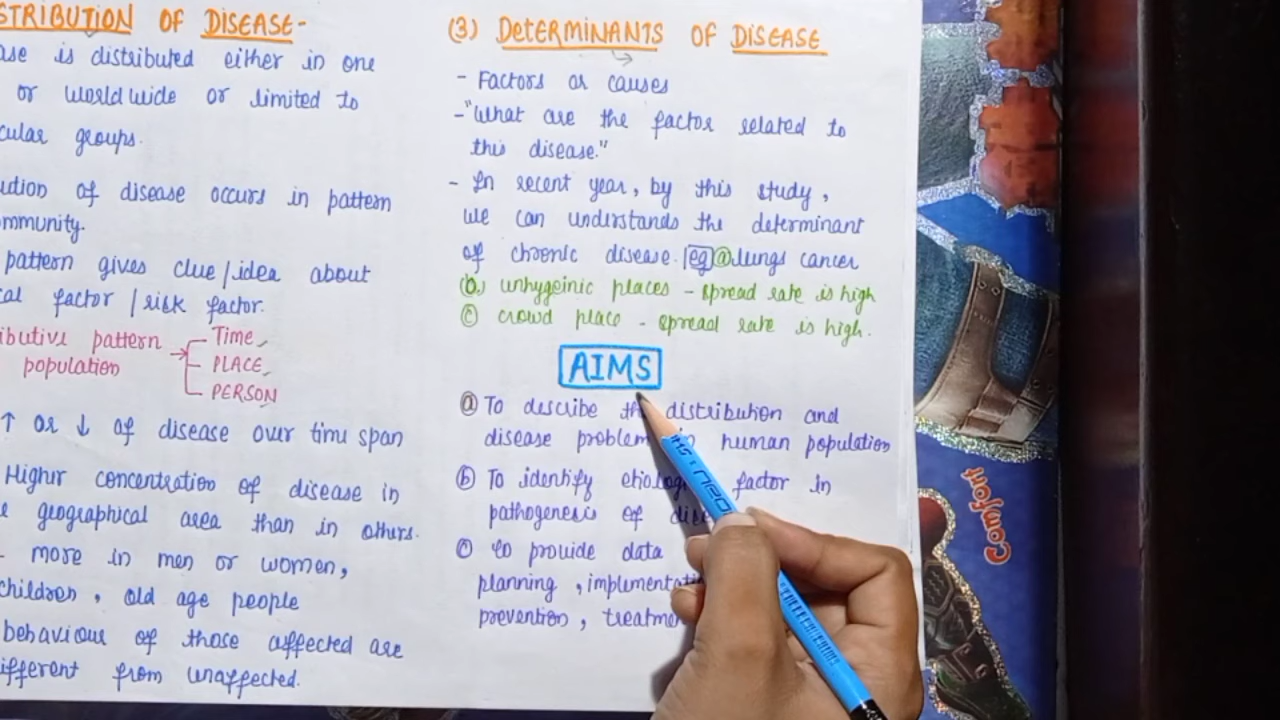 STRIBUTION OF DISEASE-
ase is distributed either in one
or worldwide or limited to
cular groups.
ution of disease occurs in pattern
mmunity.
pattern gives clue/idea about
al factor / risk factor.
ibutive pattern
population
Time
PLACE
PERSON
↑ or ↓ of disease over time span
Higher concentration of disease in
e geographical area than in others.
- more in men or women,
children, old age people
behaviour of those affected are
ifferent from unaffected.
(3) DETERMINANTS OF DISEASE
- Factors or causes
- "What are the factor related to
this disease."
- In recent year, by this study,
we can understands the determinant
of chronic disease. eg @ lungs cancer
(b.) unhygeinic places - spread rate is high
(c) crowd place - spread rate is high.
AIMS
(a) To describe th distribution and
disease problem in human population
(b) To identify etiolog factor in
pathogenesis of dise
(c) to provide data
planning, implementati
prevention, treatme
Comfort